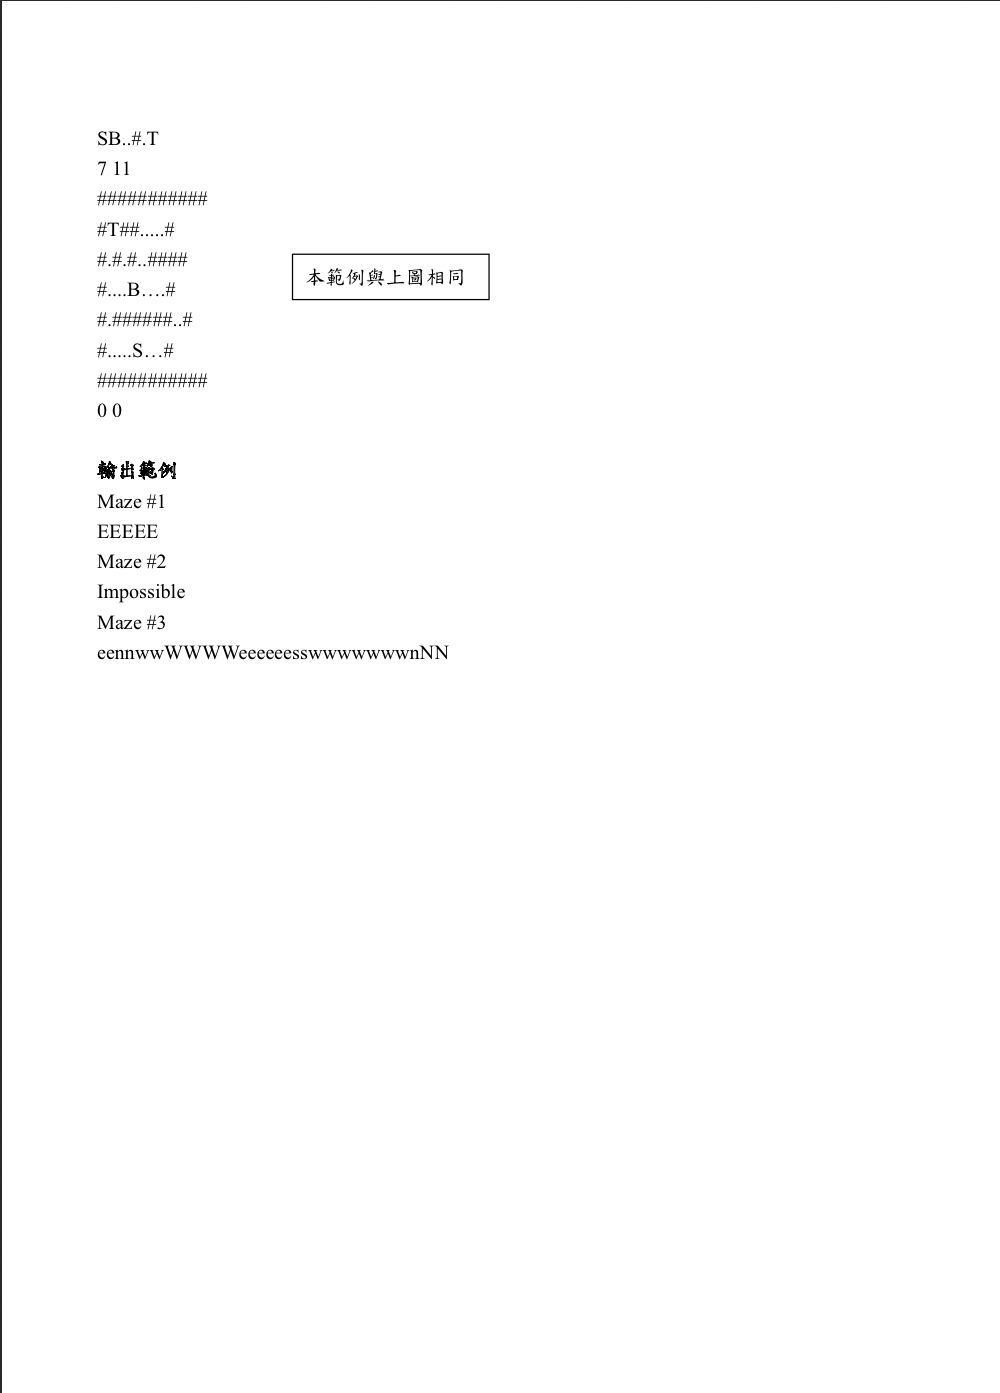 SB..#.T
7 11
###########
#T##.....#
#.#.#..####
#....B….#
#.######..#
#.....S…#
###########
0 0
本範例與上圖相同
輸出範例
Maze #1
EEEEE
Maze #2
Impossible
Maze #3
eennwwWWWWeeeeeesswwwwwwwnNN